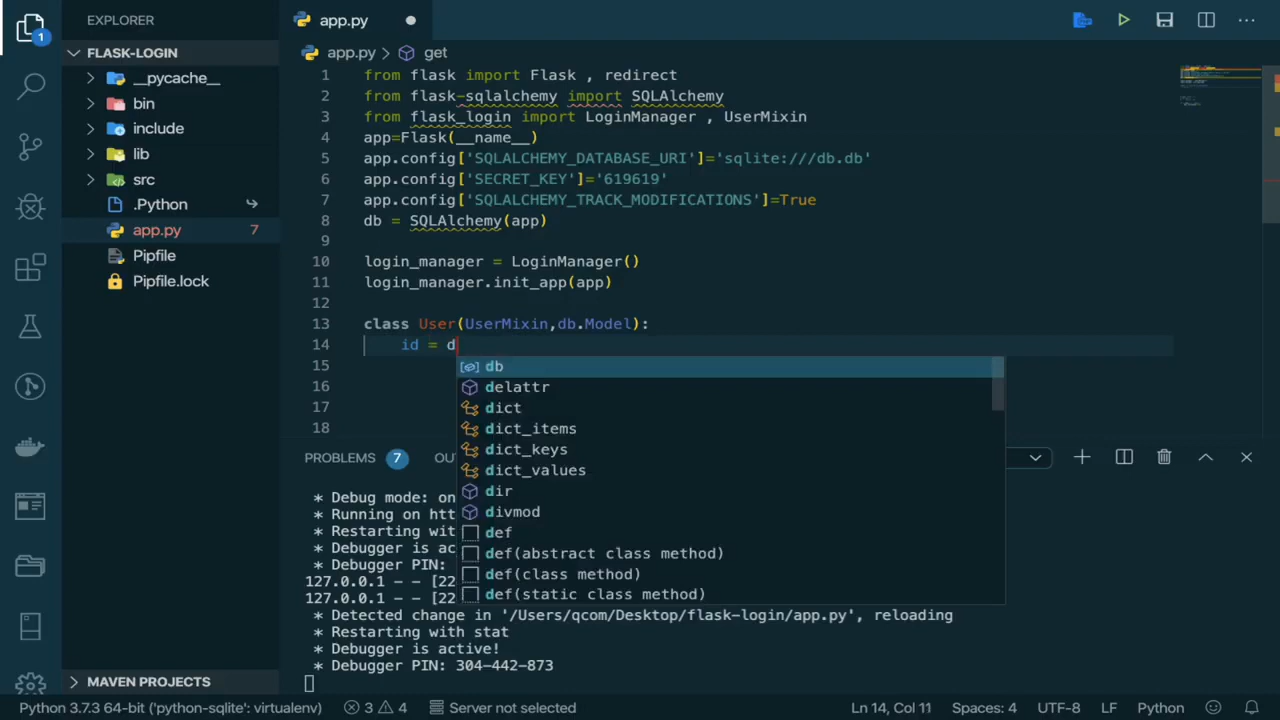 EXPLORER
1
FLASK-LOGIN
__pycache__
bin
include
lib
src
.Python
app.py 7
Pipfile
Pipfile.lock
MAVEN PROJECTS
app.py
app.py > get
1 from flask import Flask , redirect
2 from flask-sqlalchemy import SQLAlchemy
3 from flask_login import LoginManager , UserMixin
4 app=Flask(__name__)
5 app.config['SQLALCHEMY_DATABASE_URI']='sqlite:///db.db'
6 app.config['SECRET_KEY']='619619'
7 app.config['SQLALCHEMY_TRACK_MODIFICATIONS']=True
8 db = SQLAlchemy(app)
9
10 login_manager = LoginManager()
11 login_manager.init_app(app)
12
13 class User(UserMixin,db.Model):
14 id = d
15
16
17
18
db
delattr
dict
dict_items
dict_keys
dict_values
dir
divmod
def
def(abstract class method)
def(class method)
def(static class method)
PROBLEMS 7 OU
* Debug mode: on
* Running on htt
* Restarting wit
* Debugger is ac
* Debugger PIN:
127.0.0.1 - - [22
127.0.0.1 - - [22
* Detected change in '/Users/qcom/Desktop/flask-login/app.py', reloading
* Restarting with stat
* Debugger is active!
* Debugger PIN: 304-442-873
Python 3.7.3 64-bit ('python-sqlite': virtualenv) 3 4 Server not selected Ln 14, Col 11 Spaces: 4 UTF-8 LF Python